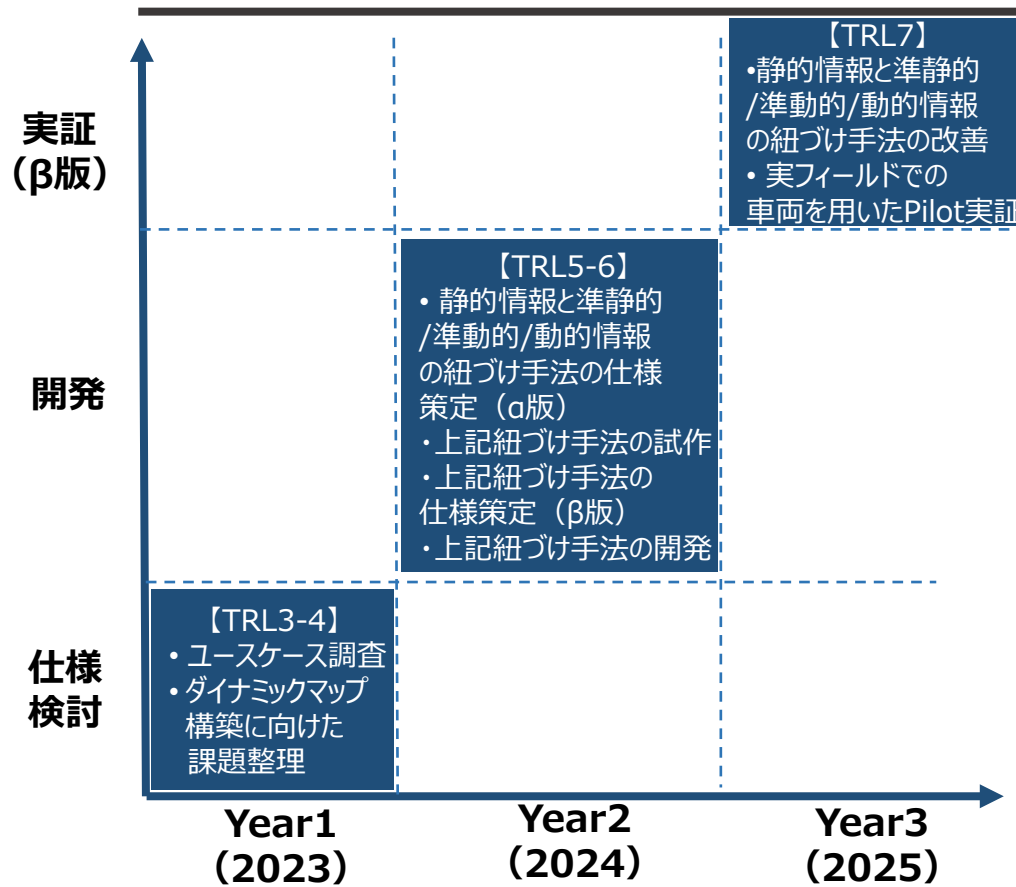 実証
（β版）
開発
仕様
検討
【TRL7】
•静的情報と準静的
/準動的/動的情報
の紐づけ手法の改善
• 実フィールドでの
車両を用いたPilot実証
【TRL5-6】
• 静的情報と準静的
/準動的/動的情報
の紐づけ手法の仕様
策定（α版）
・上記紐づけ手法の試作
・上記紐づけ手法の
仕様策定（β版）
・上記紐づけ手法の開発
【TRL3-4】
• ユースケース調査
• ダイナミックマップ
構築に向けた
課題整理
Year1
（2023）
Year2
（2024）
Year3
（2025）